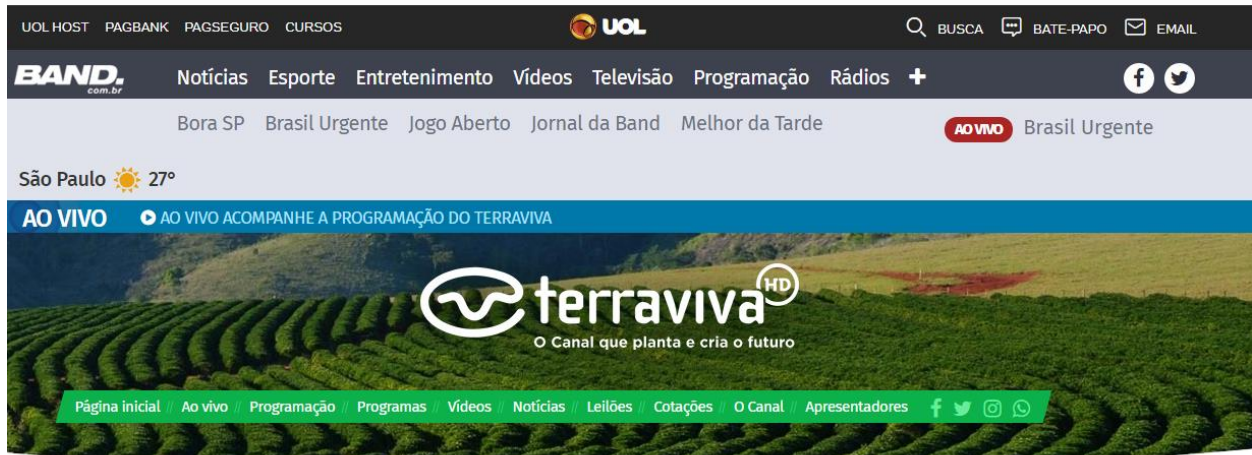 UOL HOST PAGBANK PAGSEGURO CURSOS UOL BUSCA BATE-PAPO EMAIL
BAND. Notícias Esporte Entretenimento Vídeos Televisão Programação Rádios +
com.br
Bora SP Brasil Urgente Jogo Aberto Jornal da Band Melhor da Tarde AO VIVO Brasil Urgente
São Paulo 27°
AO VIVO AO VIVO ACOMPANHE A PROGRAMAÇÃO DO TERRAVIVA
terraviva HD
O Canal que planta e cria o futuro
Página inicial // Ao vivo // Programação // Programas // Vídeos // Notícias // Leilões // Cotações // O Canal // Apresentadores